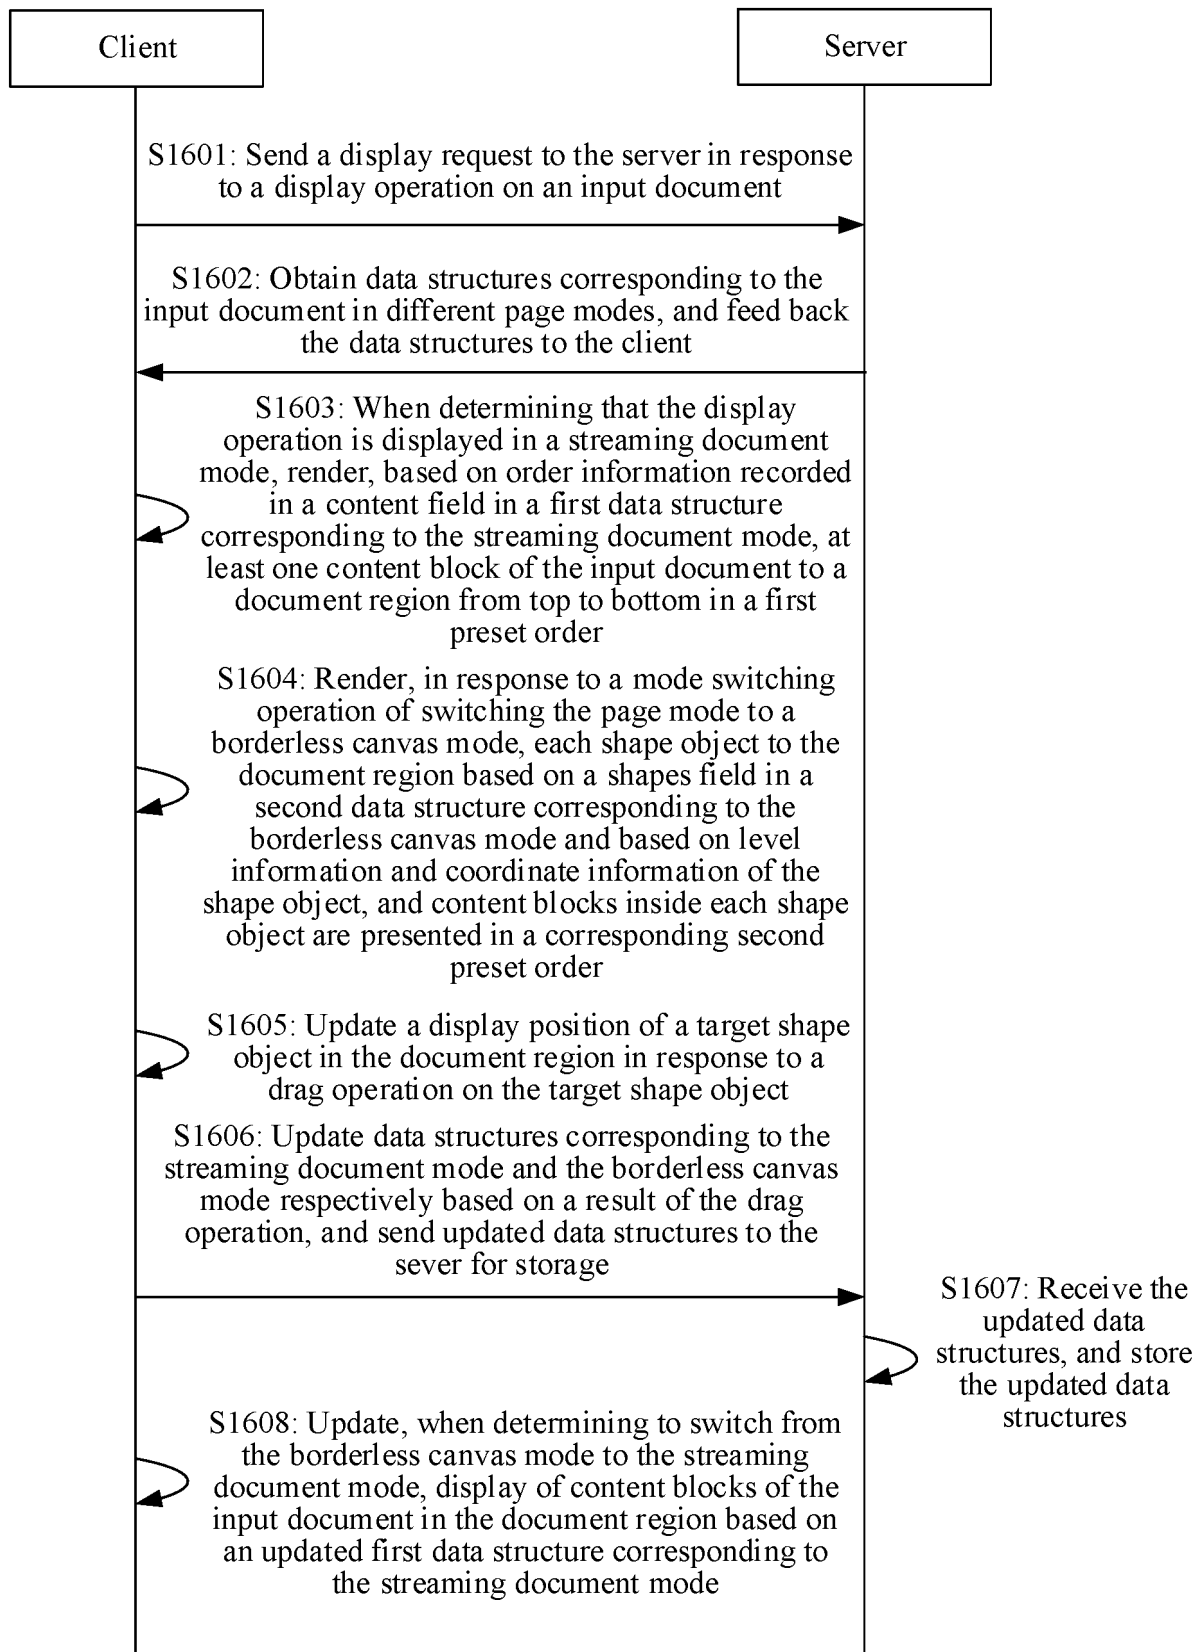 Client
Server
S1601: Send a display request to the server in response
to a display operation on an input document
S1602: Obtain data structures corresponding to the
input document in different page modes, and feed back
the data structures to the client
S1603: When determining that the display
operation is displayed in a streaming document
mode, render, based on order information recorded
in a content field in a first data structure
corresponding to the streaming document mode, at
least one content block of the input document to a
document region from top to bottom in a first
preset order
S1604: Render, in response to a mode switching
operation of switching the page mode to a
borderless canvas mode, each shape object to the
document region based on a shapes field in a
second data structure corresponding to the
borderless canvas mode and based on level
information and coordinate information of the
shape object, and content blocks inside each shape
object are presented in a corresponding second
preset order
S1605: Update a display position of a target shape
object in the document region in response to a
drag operation on the target shape object
S1606: Update data structures corresponding to the
streaming document mode and the borderless canvas
mode respectively based on a result of the drag
operation, and send updated data structures to the
sever for storage
S1607: Receive the
updated data
structures, and store
the updated data
structures
S1608: Update, when determining to switch from
the borderless canvas mode to the streaming
document mode, display of content blocks of the
input document in the document region based on
an updated first data structure corresponding to
the streaming document mode